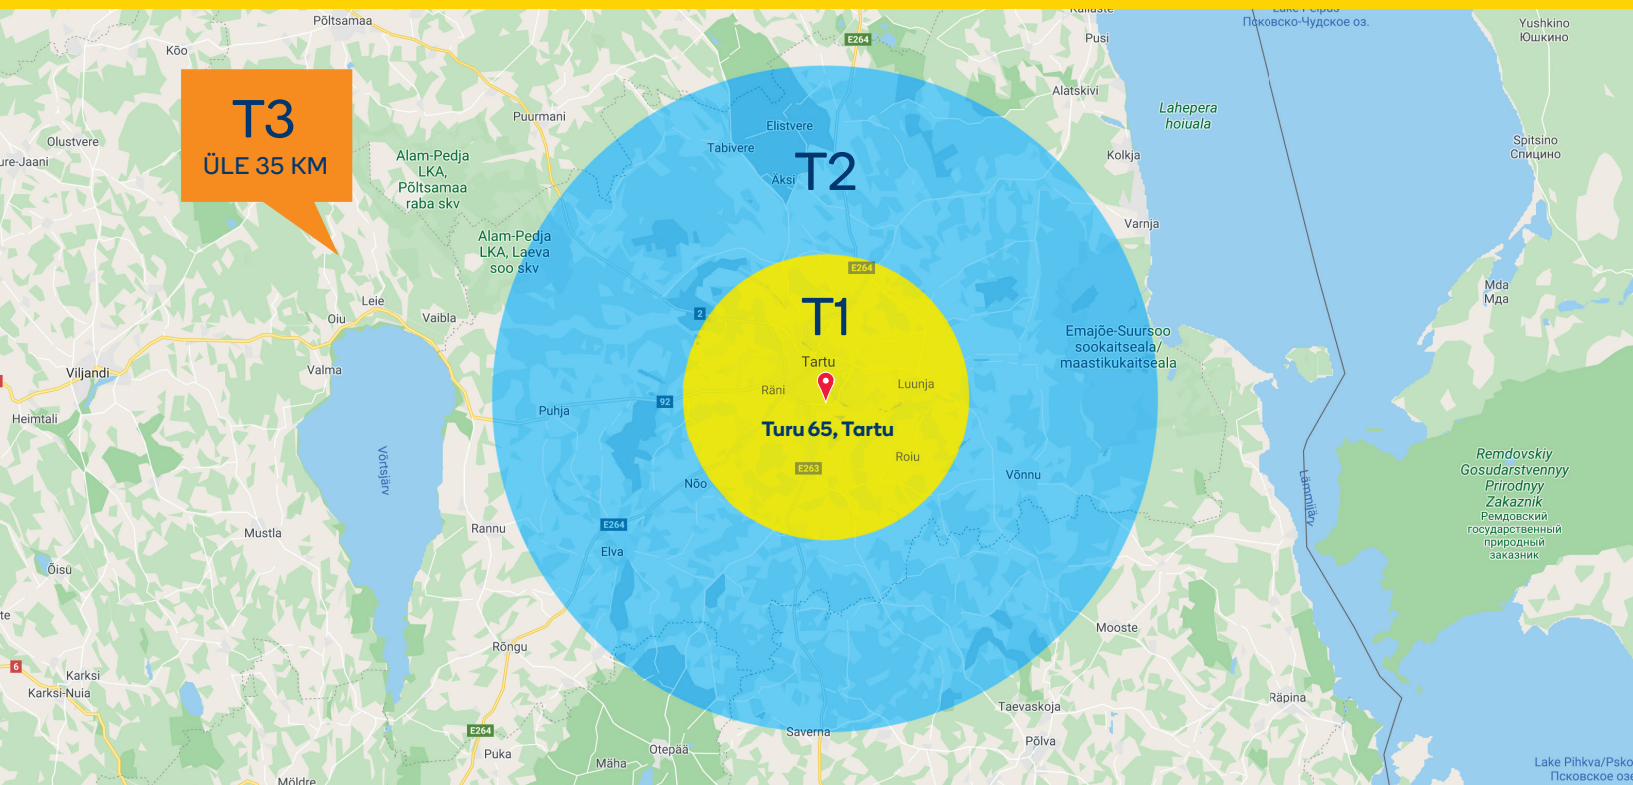 Põltsamaa
Kallaste
Lake Peipus
Псковско-Чудское оз.
Yushkino
Юшкино
Kõo
E264
Pusi
T3
ÜLE 35 KM
Puurmani
Alatskivi
Lahepera
hoiuala
Olustvere
ure-Jaani
Alam-Pedja
LKA,
Põltsamaa
raba skv
Elistvere
Tabivere
Äksi
T2
Kolkja
Spitsino
Спицино
Alam-Pedja
LKA, Laeva
soo skv
Varnja
E264
Leie
Oiu
Vaibla
2
T1
Mda
Мда
Emajõe-Suursoo
sookaitseala/
maastikukaitseala
Viljandi
Valma
Tartu
Räni
Luunja
Heimtali
Puhja
92
Turu 65, Tartu
Võrtsjärv
E263
Roiu
Nõo
Võnnu
Lämmijärv
Remdovskiy
Gosudarstvennyy
Prirodnyy
Zakaznik
Ремдовский
государственный
природный
заказник
Mustla
Rannu
E264
Elva
Õisu
te
Mooste
Rõngu
6
Karksi
Karksi-Nuia
Räpina
Taevaskoja
E264
Saverna
Põlva
Puka
Otepää
Mäha
Möldre
Lake Pihkva/Psko
Псковское озе